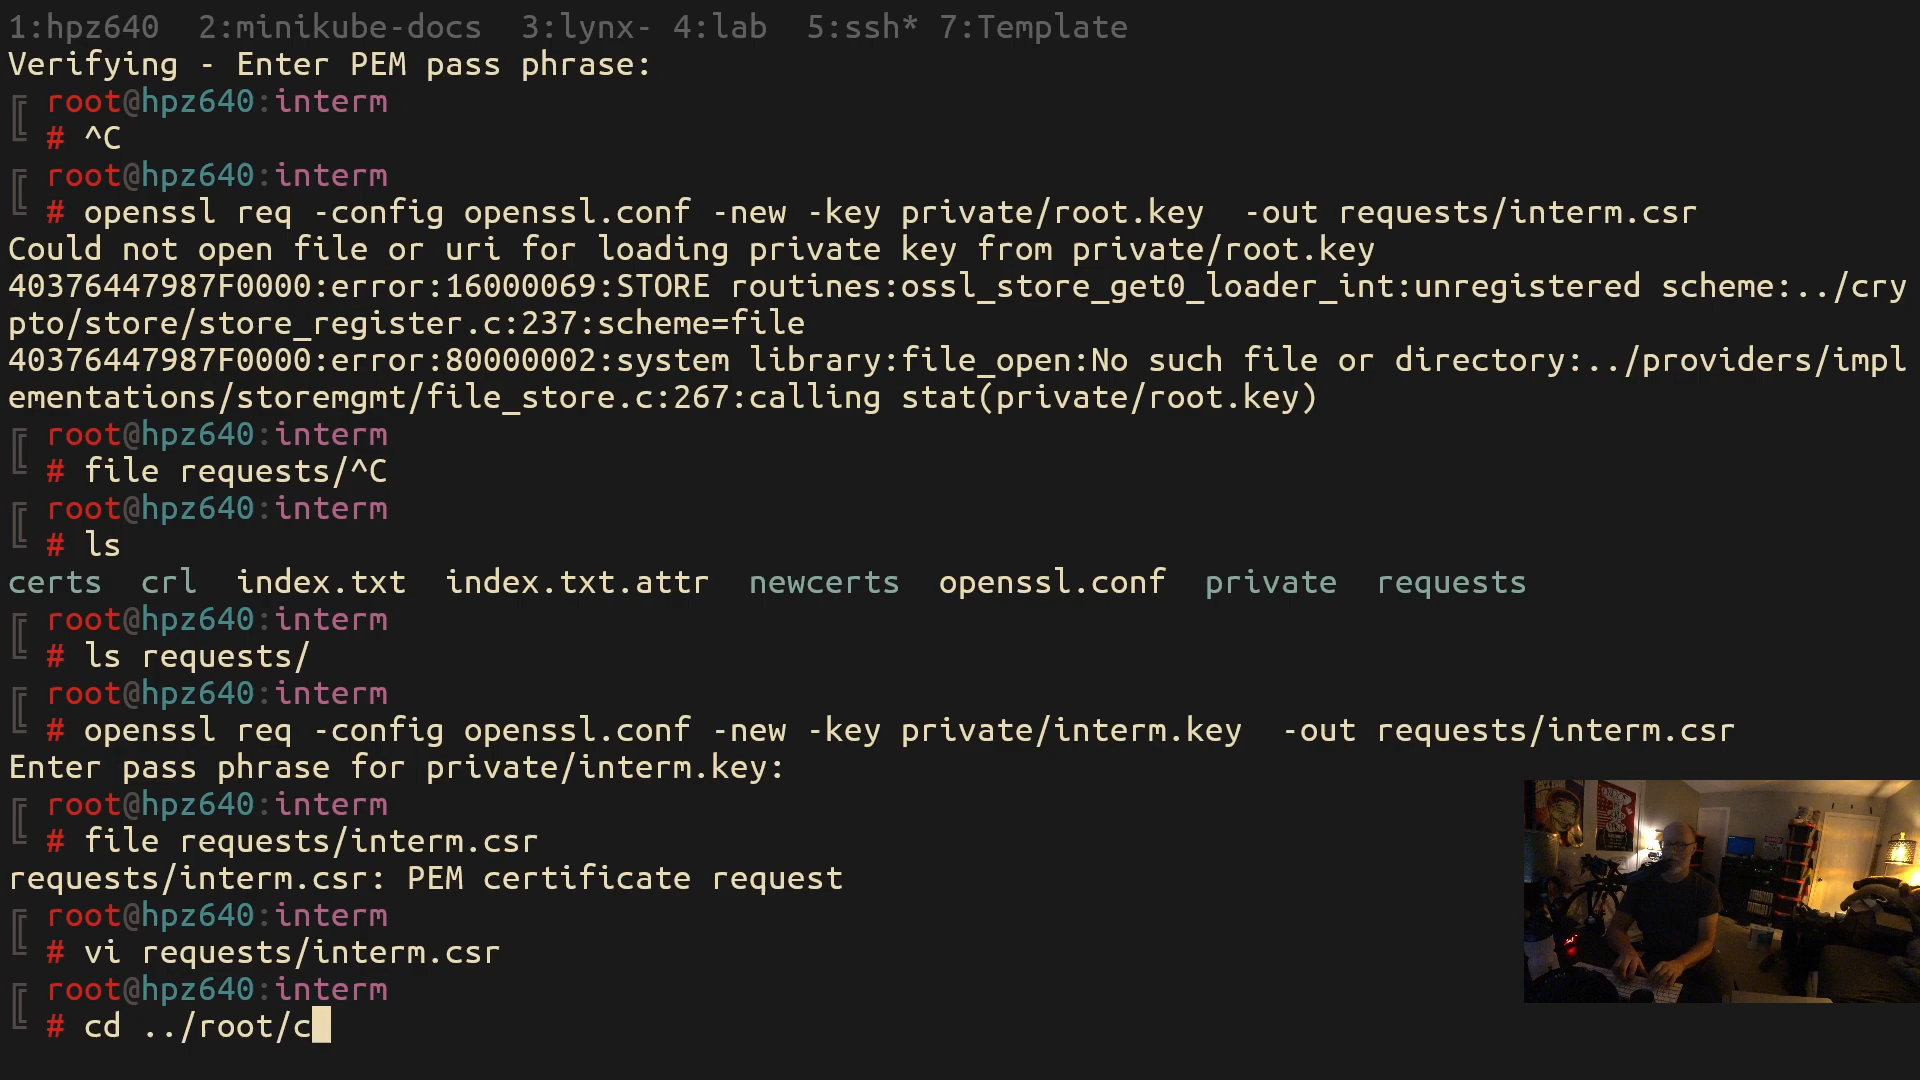 1:hpz640  2:minikube-docs  3:lynx- 4:lab  5:ssh* 7:Template
Verifying - Enter PEM pass phrase:
╔ root@hpz640:interm
╚ # ^C
╔ root@hpz640:interm
╚ # openssl req -config openssl.conf -new -key private/root.key  -out requests/interm.csr
Could not open file or uri for loading private key from private/root.key
40376447987F0000:error:16000069:STORE routines:ossl_store_get0_loader_int:unregistered scheme:../cry
pto/store/store_register.c:237:scheme=file
40376447987F0000:error:80000002:system library:file_open:No such file or directory:../providers/impl
ementations/storemgmt/file_store.c:267:calling stat(private/root.key)
╔ root@hpz640:interm
╚ # file requests/^C
╔ root@hpz640:interm
╚ # ls
certs  crl  index.txt  index.txt.attr  newcerts  openssl.conf  private  requests
╔ root@hpz640:interm
╚ # ls requests/
╔ root@hpz640:interm
╚ # openssl req -config openssl.conf -new -key private/interm.key  -out requests/interm.csr
Enter pass phrase for private/interm.key:
╔ root@hpz640:interm
╚ # file requests/interm.csr
requests/interm.csr: PEM certificate request
╔ root@hpz640:interm
╚ # vi requests/interm.csr
╔ root@hpz640:interm
╚ # cd ../root/c